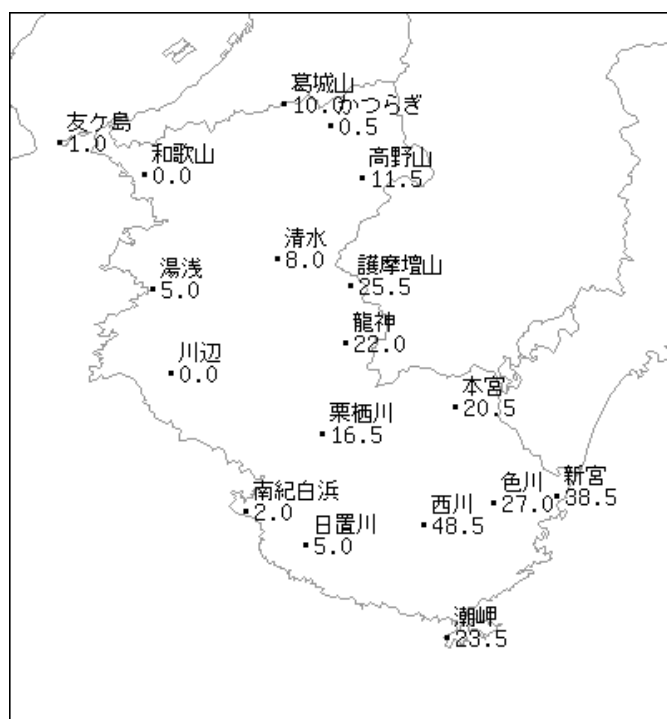 葛城山
10.0
かつらぎ
0.5
友ケ島
1.0
和歌山
0.0
高野山
11.5
清水
8.0
護摩壇山
25.5
湯浅
5.0
龍神
22.0
川辺
0.0
本宮
20.5
栗栖川
16.5
新宮
38.5
色川
27.0
南紀白浜
2.0
西川
48.5
日置川
5.0
潮岬
23.5